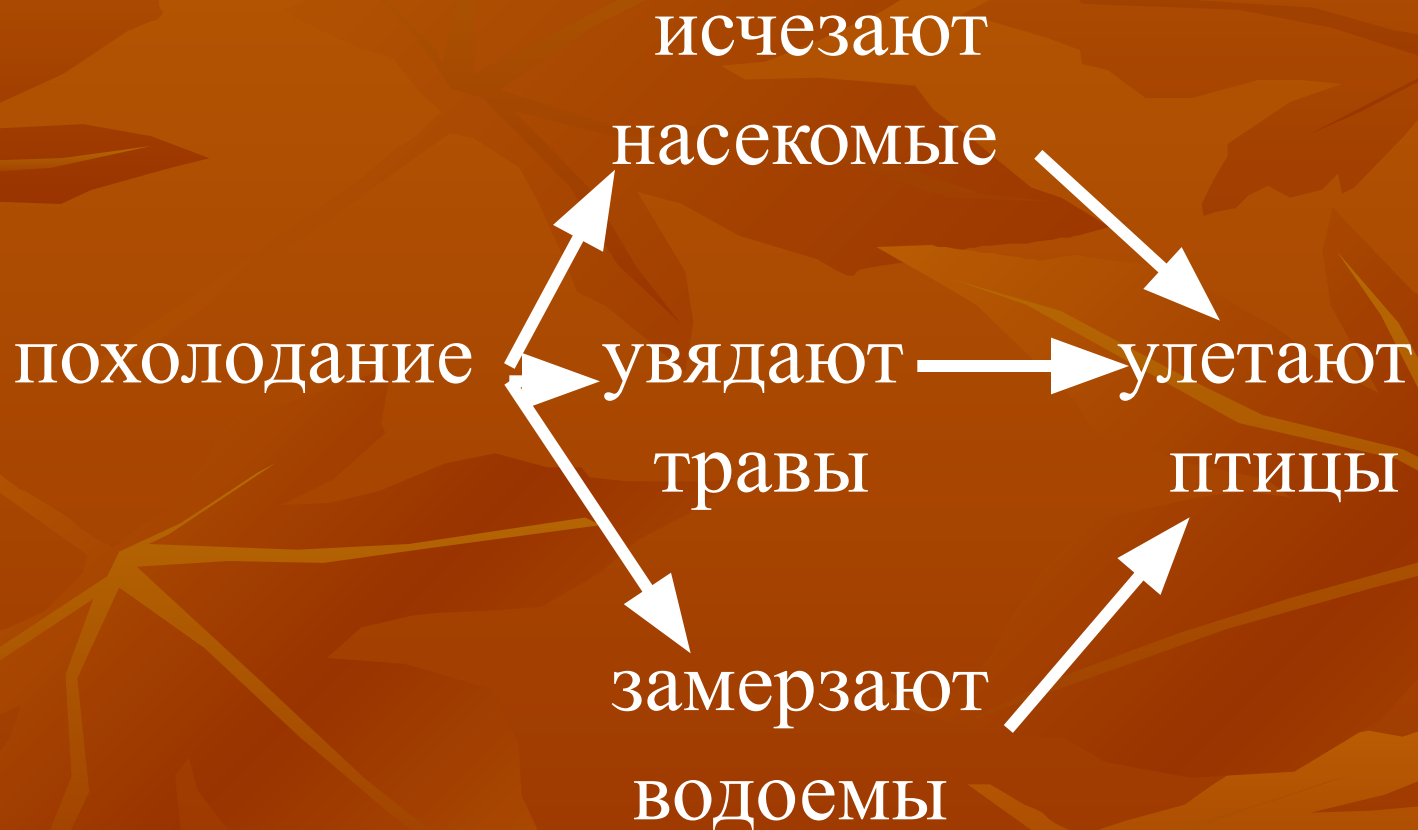 исчезают
насекомые
похолодание увядают улетают
травы птицы
замерзают
водоемы